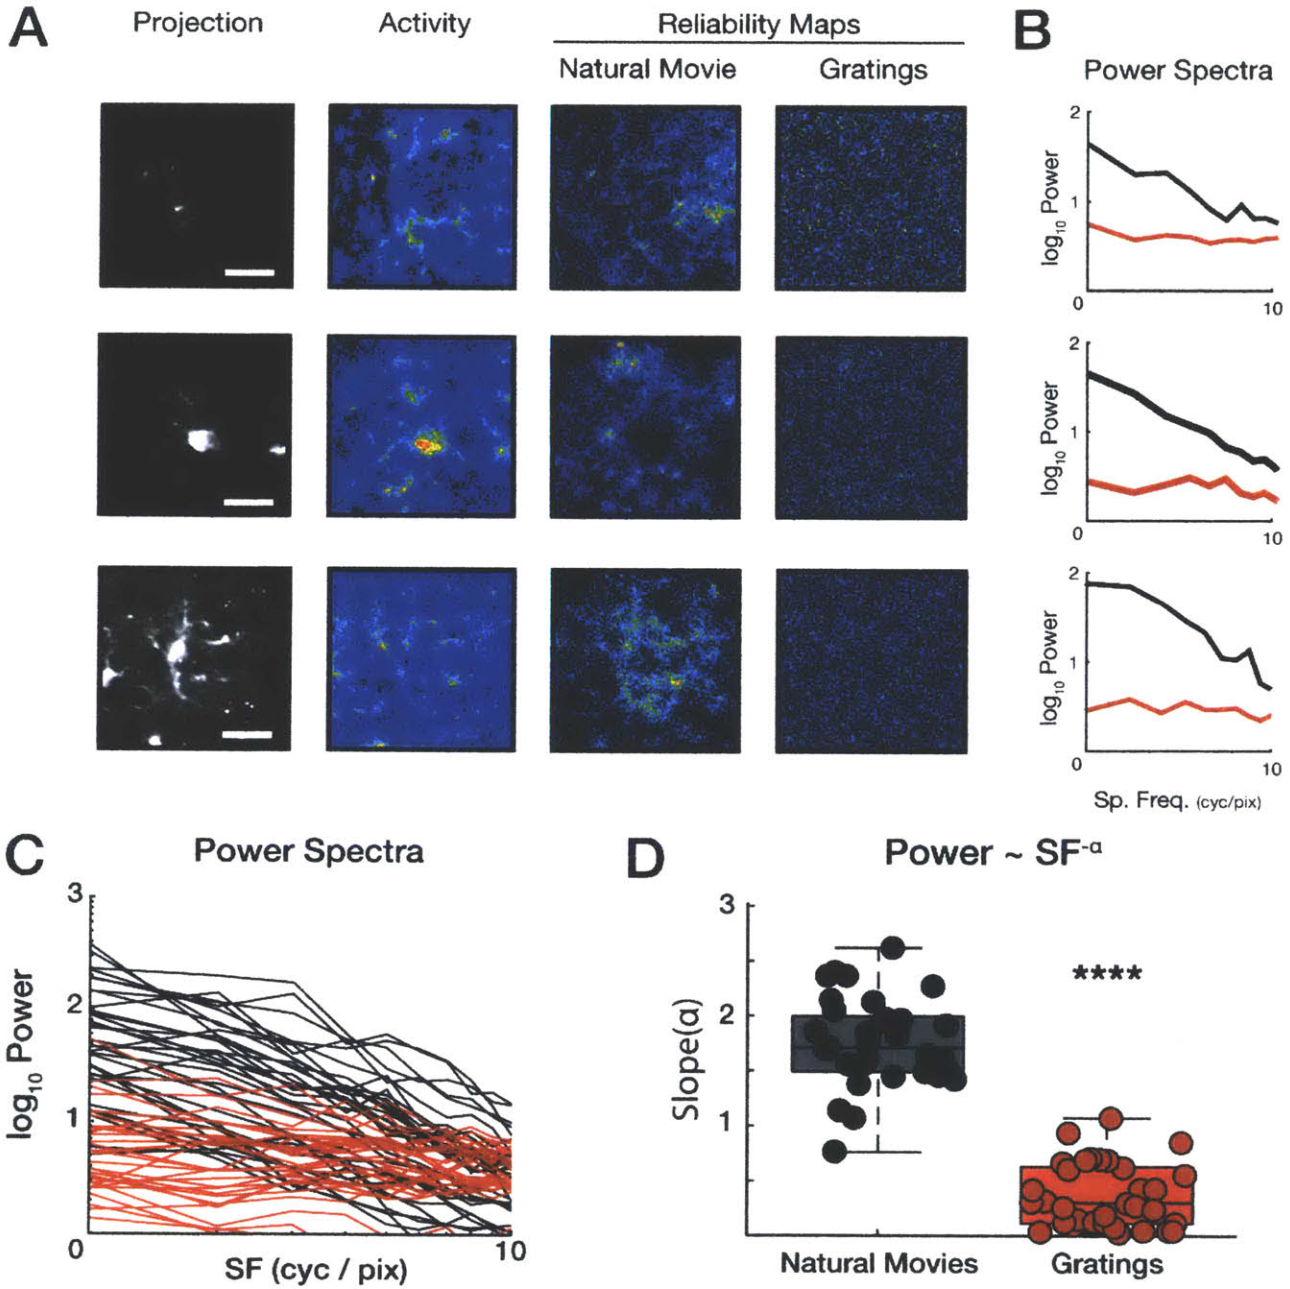 A
Projection
Activity
Reliability Maps
Natural Movie
Gratings
B
Power Spectra
2
1
0
10
log10 Power
2
1
0
10
log10 Power
2
1
0
10
log10 Power
Sp. Freq. (cyc/pix)
C
Power Spectra
3
2
1
0
10
log10 Power
SF (cyc / pix)
D
Power ~ SF-α
3
2
1
Slope(α)
****
Natural Movies
Gratings